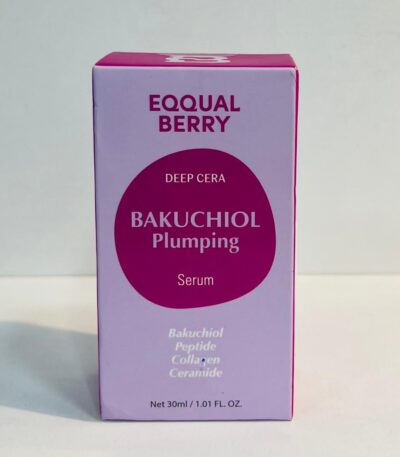 EQQUAL
BERRY
DEEP CERA
BAKUCHIOL
Plumping
Serum
Bakuchiol
Peptide
Collagen
Ceramide
Net 30ml / 1.01 FL. OZ.